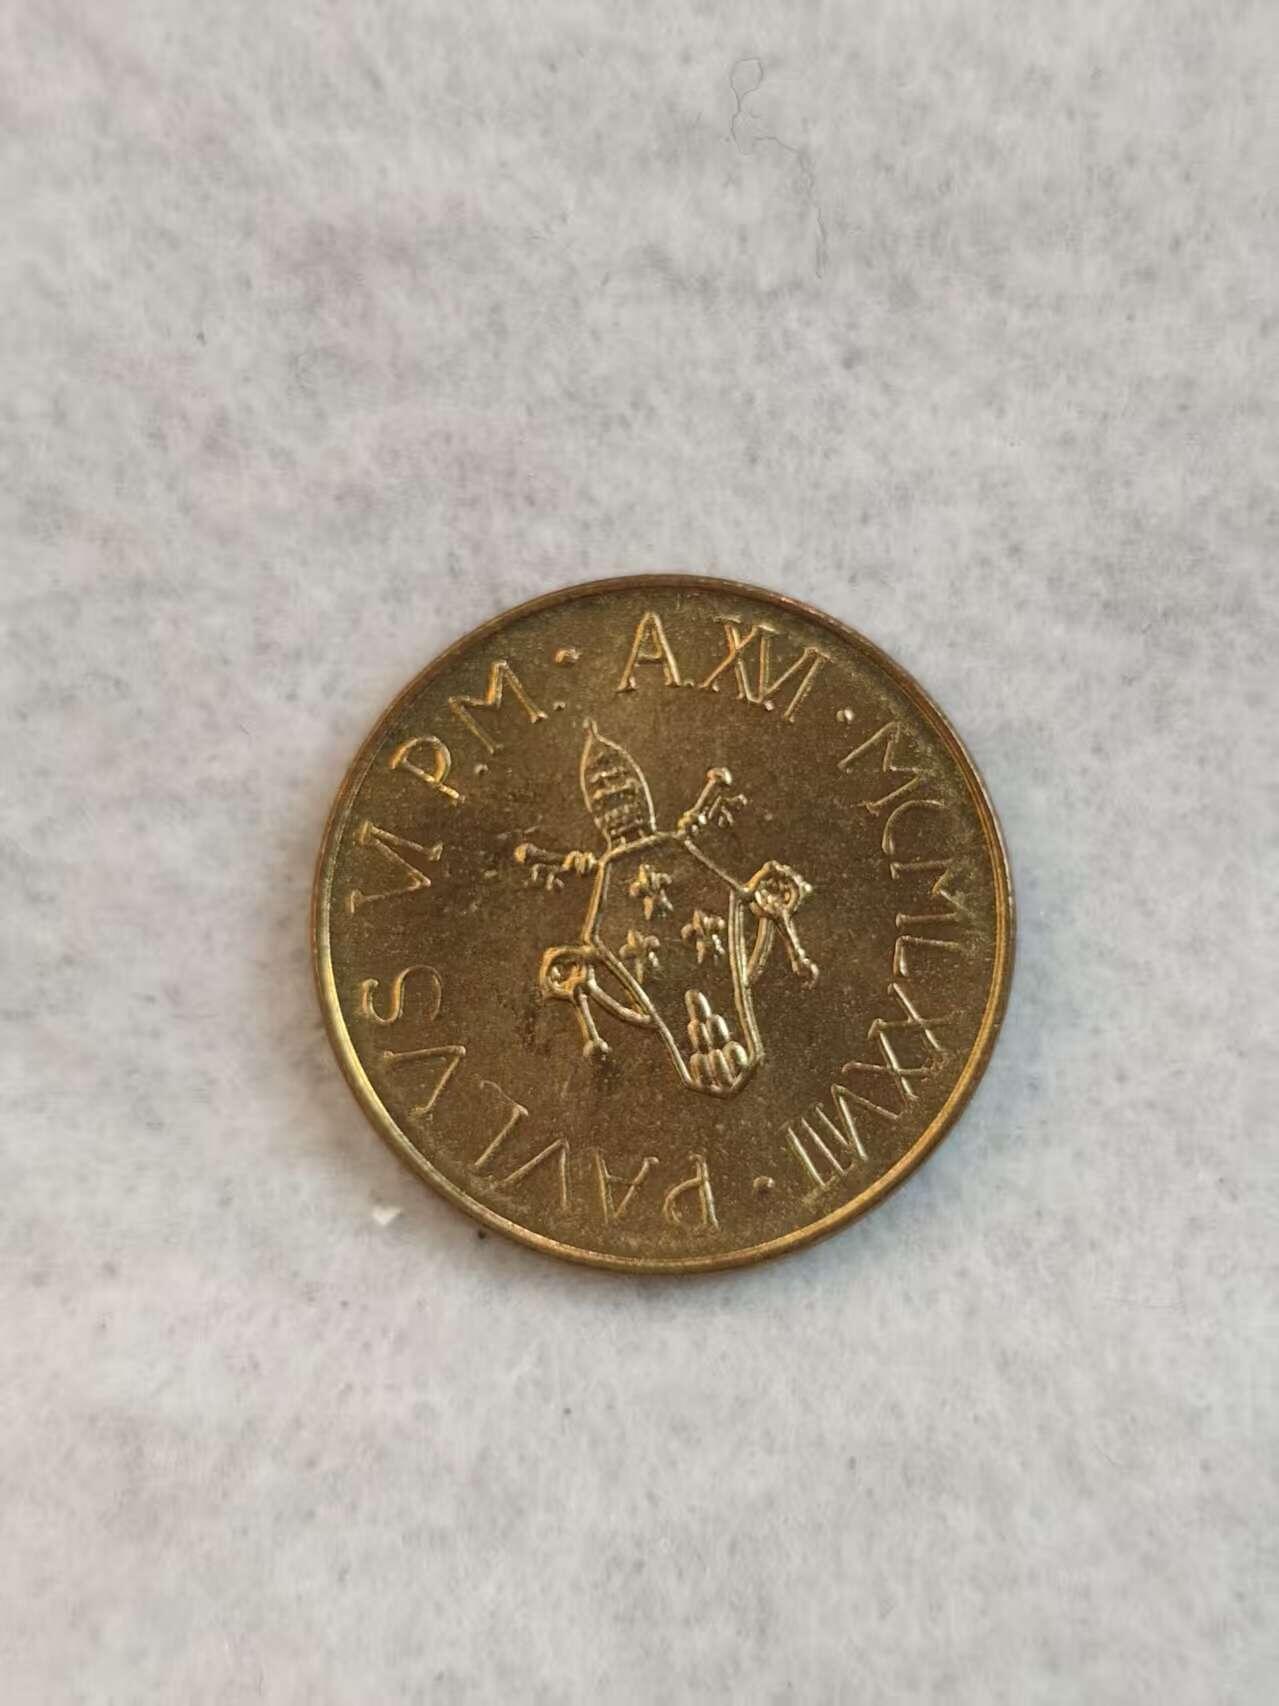 PAVLVS VI P.M. · A.XVI · MCMLXXVIII ·